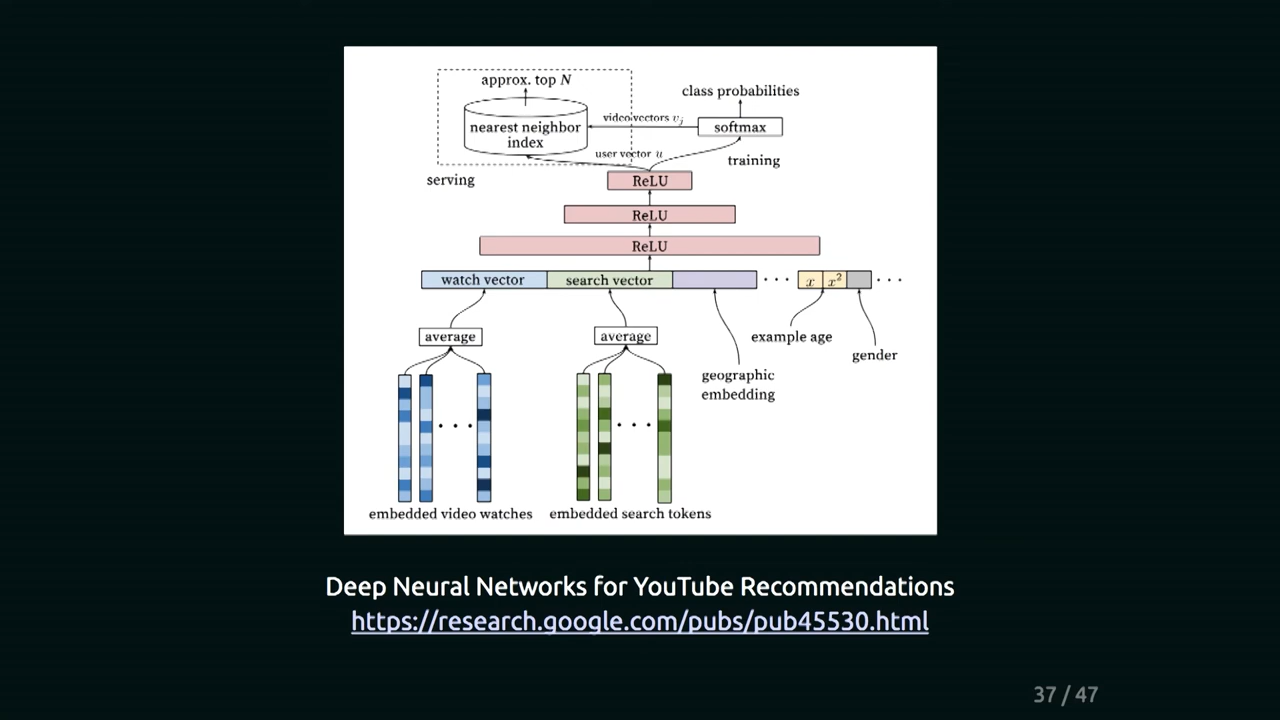 approx. top N
class probabilities
nearest neighbor
index
video vectors vj
softmax
user vector u
training
serving
ReLU
ReLU
ReLU
watch vector
search vector
· · ·
x
x²
· · ·
average
average
example age
gender
geographic
embedding
· · ·
· · ·
embedded video watches
embedded search tokens
Deep Neural Networks for YouTube Recommendations
https://research.google.com/pubs/pub45530.html
37 / 47